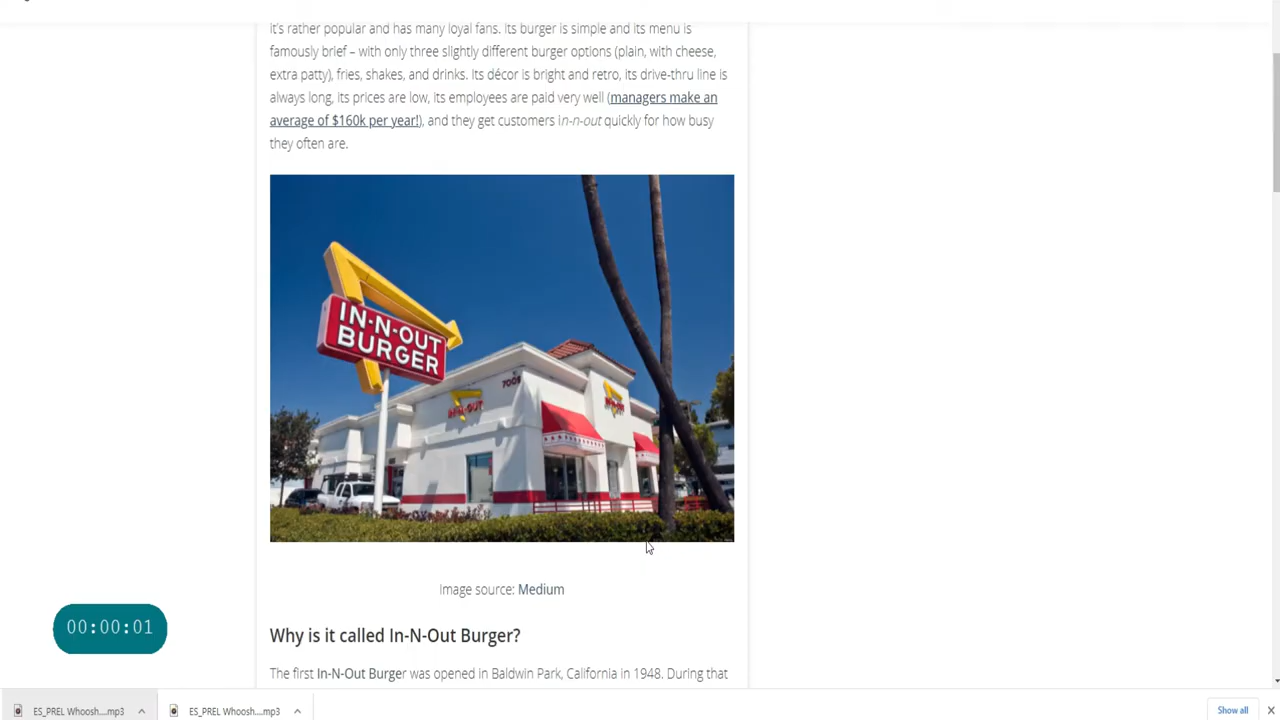 it's rather popular and has many loyal fans. Its burger is simple and its menu is
famously brief – with only three slightly different burger options (plain, with cheese,
extra patty), fries, shakes, and drinks. Its décor is bright and retro, its drive-thru line is
always long, its prices are low, its employees are paid very well (managers make an
average of $160k per year!), and they get customers In-n-out quickly for how busy
they often are.
IN-N-OUT
BURGER
7009
IN-N-OUT
IN-N-OUT
Image source: Medium
00:00:01
Why is it called In-N-Out Burger?
The first In-N-Out Burger was opened in Baldwin Park, California in 1948. During that
ES_PREL Whoosh....mp3
ES_PREL Whoosh....mp3
Show all